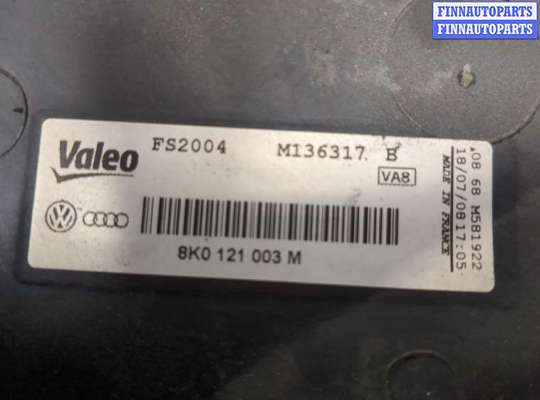 FINNAUTOPARTS
FINNAUTOPARTS
Valeo
FS2004 M136317 B
VA8
8K0 121 003 M
08 68 M581922
18/07/08 17:05
MADE IN FRANCE